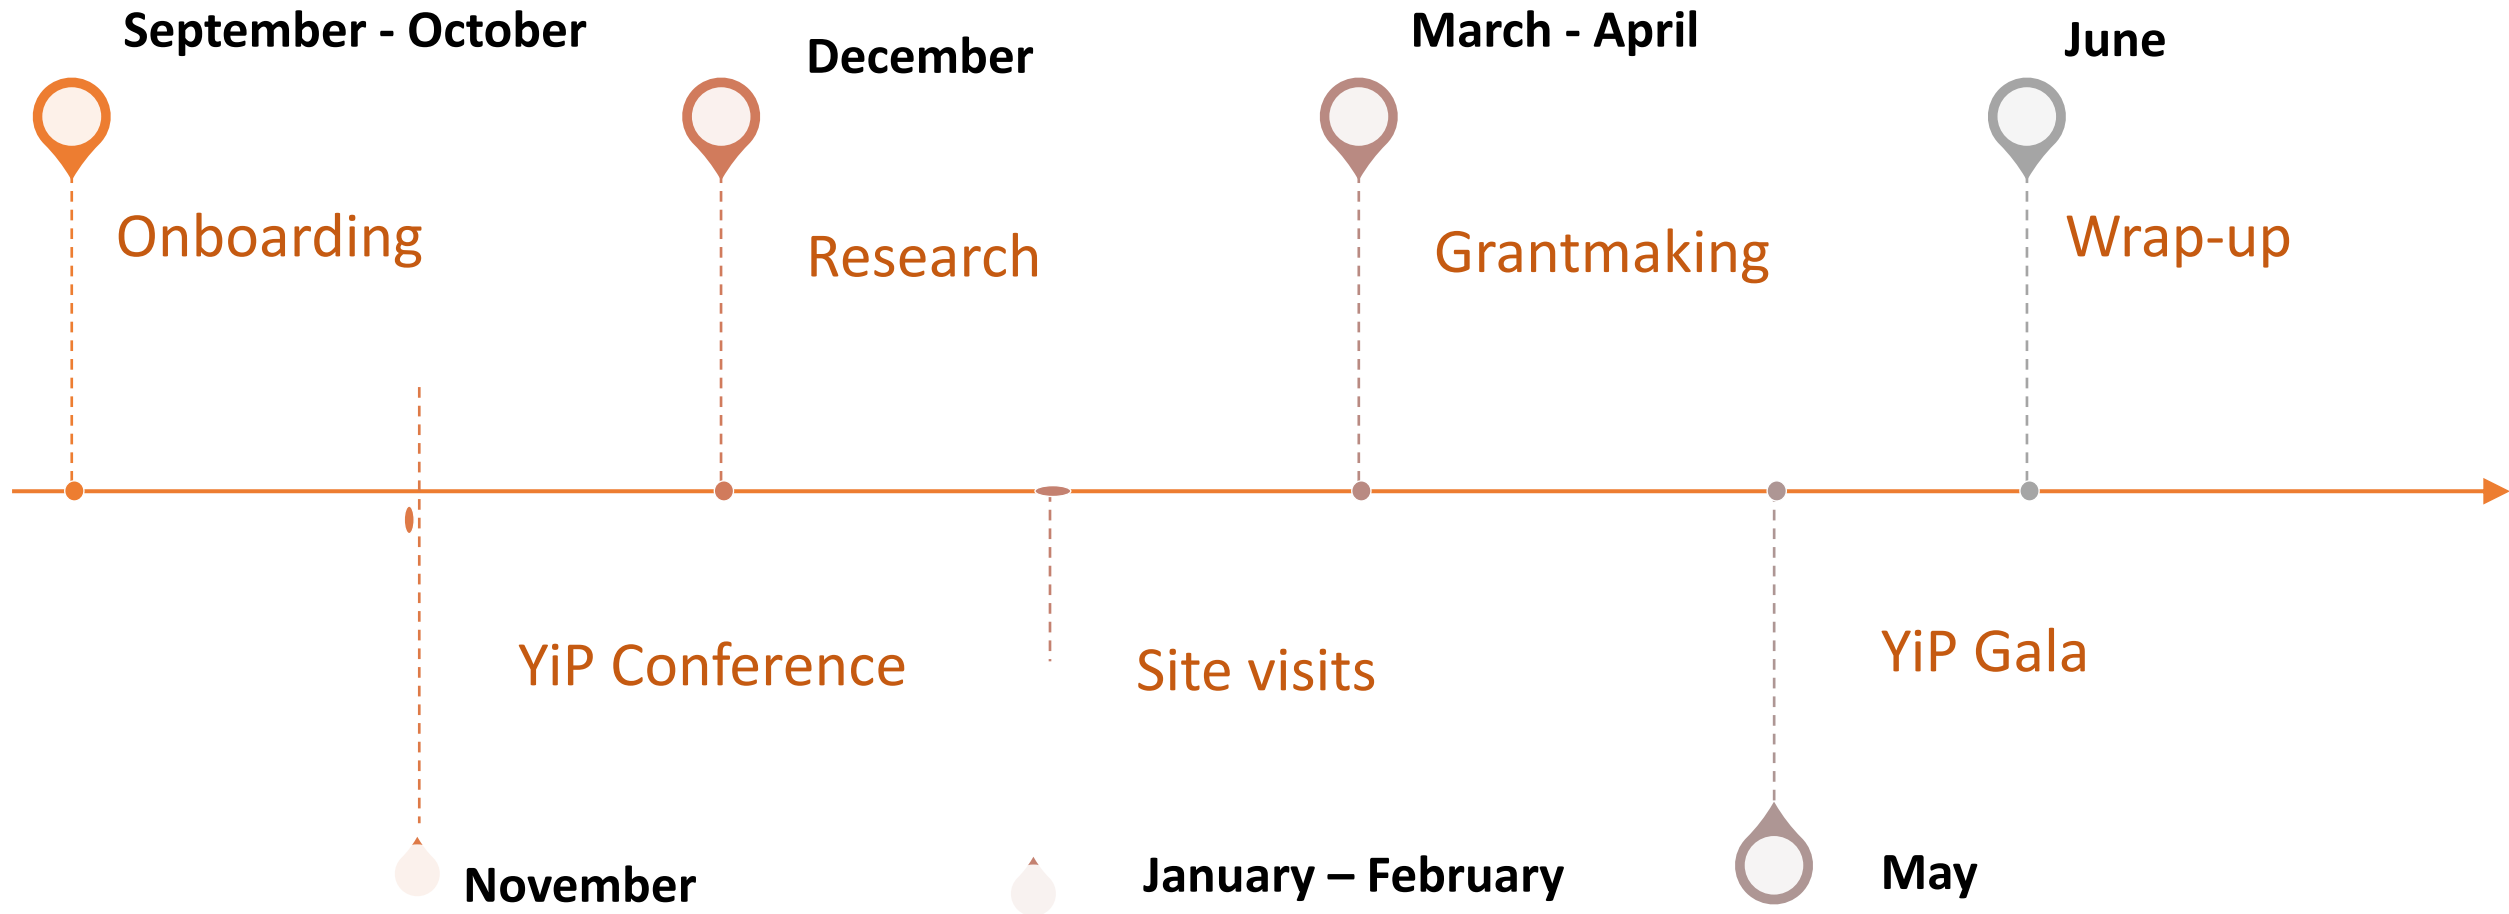 September - October
December
March - April
June
Onboarding
Research
Grantmaking
Wrap-up
YiP Conference
Site visits
YiP Gala
November
January – February
May